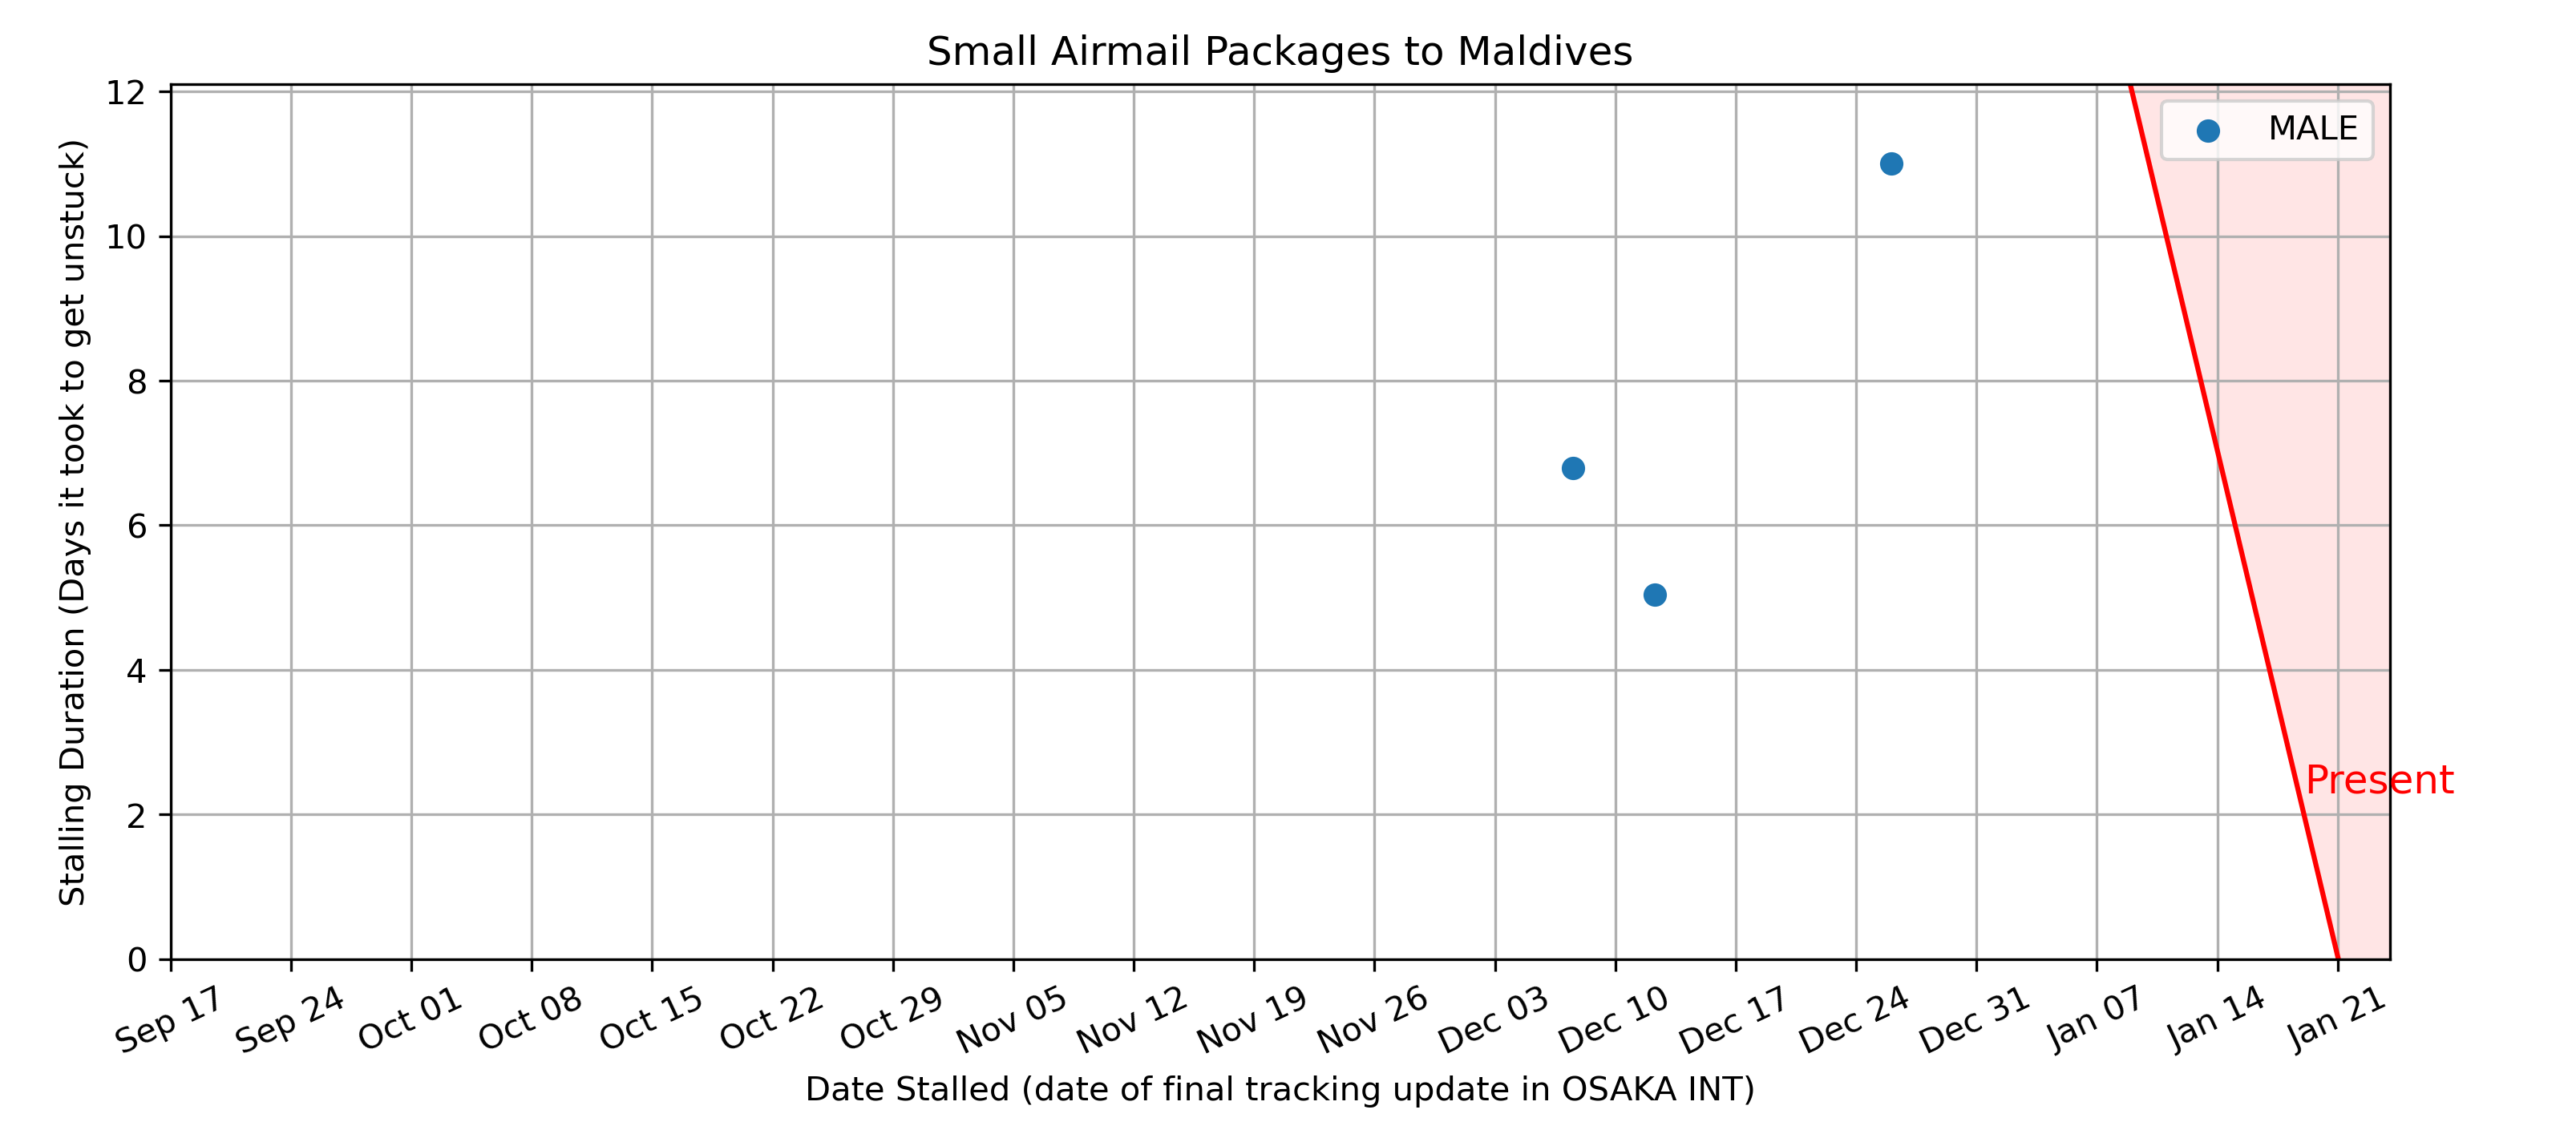 Small Airmail Packages to Maldives
MALE
Stalling Duration (Days it took to get unstuck)
12
10
8
6
4
2
0
Present
Sep 17
Sep 24
Oct 01
Oct 08
Oct 15
Oct 22
Oct 29
Nov 05
Nov 12
Nov 19
Nov 26
Dec 03
Dec 10
Dec 17
Dec 24
Dec 31
Jan 07
Jan 14
Jan 21
Date Stalled (date of final tracking update in OSAKA INT)